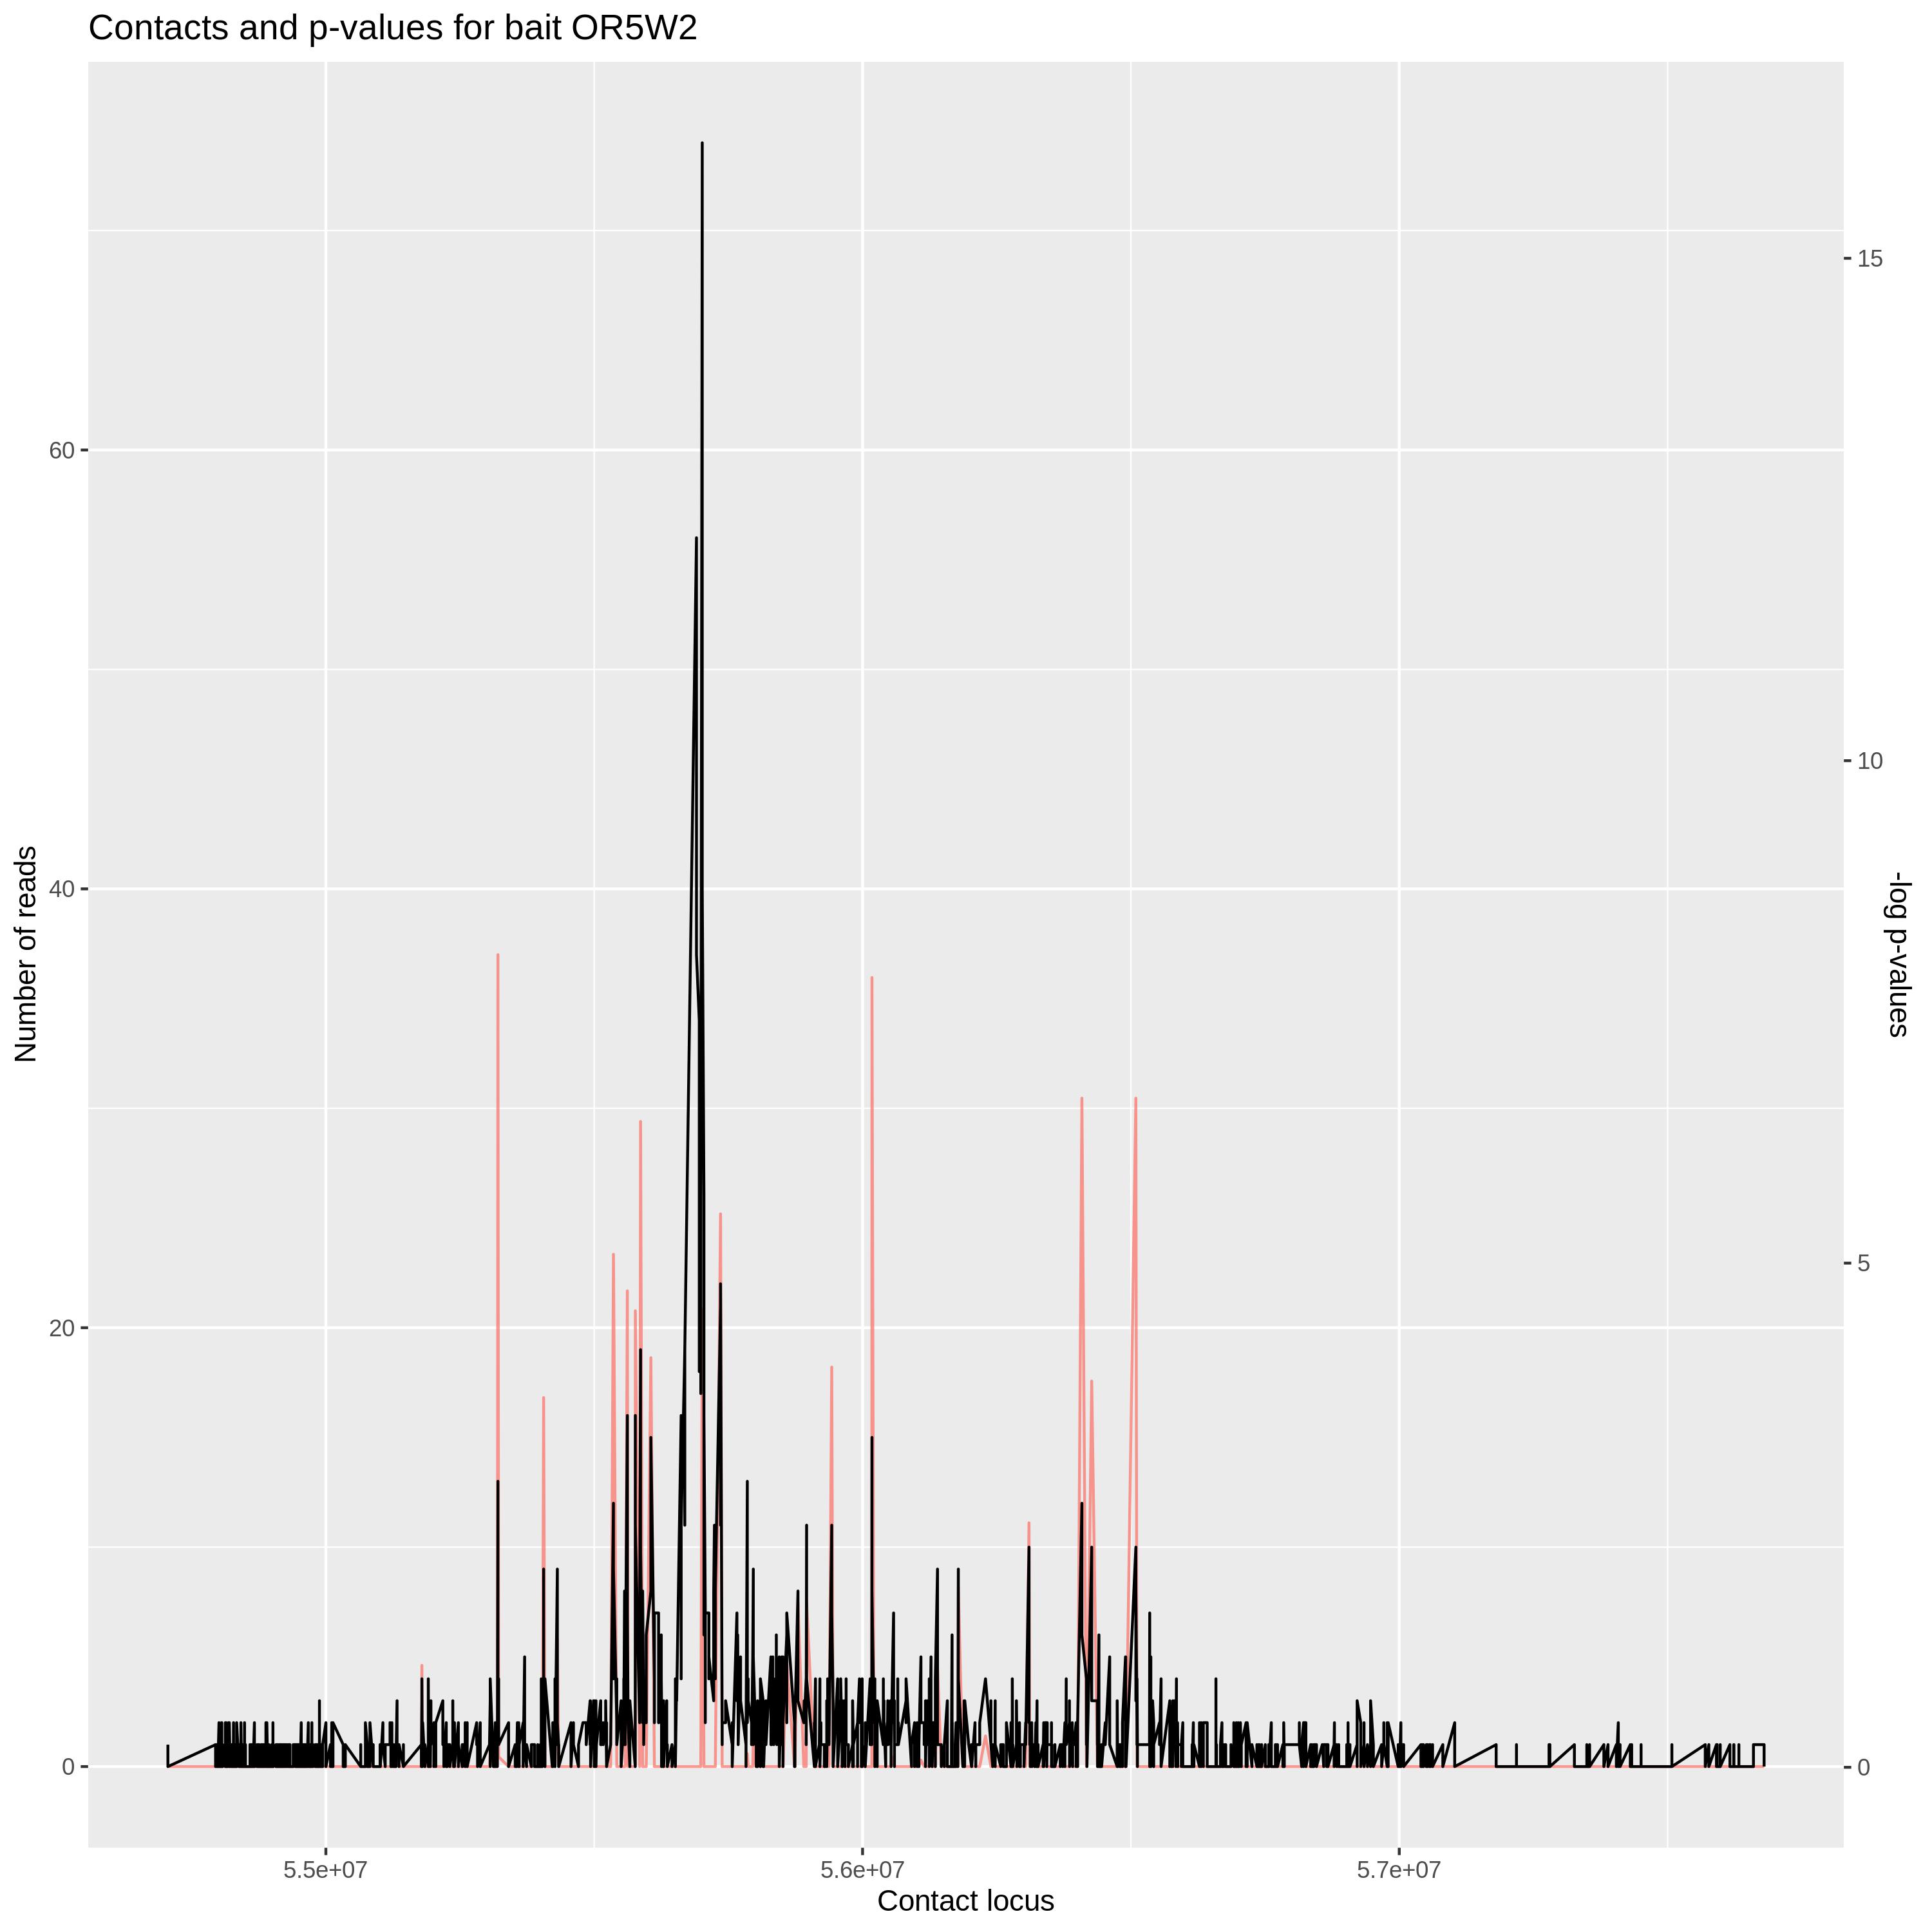 Contacts and p-values for bait OR5W2
Number of reads
60
40
20
0
15
10
5
0
-log p-values
5.5e+07
5.6e+07
5.7e+07
Contact locus